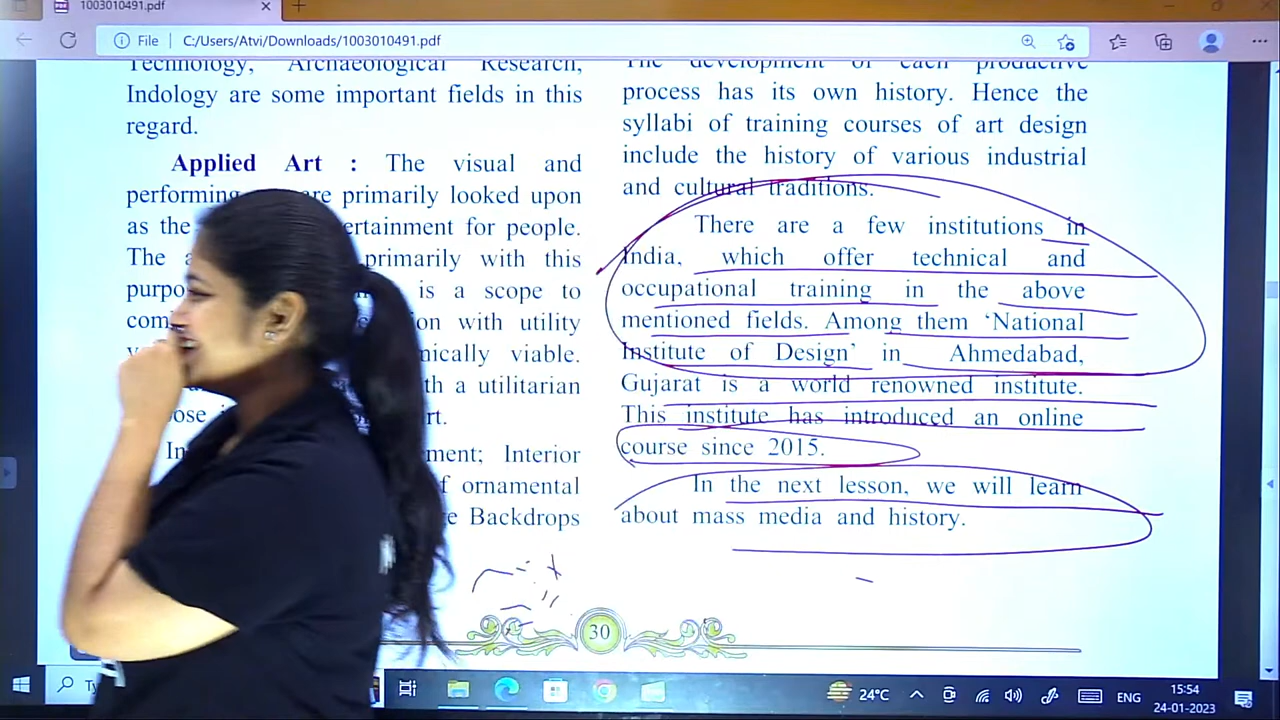 1003010491.pdf
File | C:/Users/Atvi/Downloads/1003010491.pdf
Technology, Archaeological Research,
Indology are some important fields in this
regard.
Applied Art : The visual and
performing are primarily looked upon
as the for people.
The primarily with this
is a scope to
with utility
viable.
a utilitarian
Interior
ornamental
Backdrops
The development of each productive
process has its own history. Hence the
syllabi of training courses of art design
include the history of various industrial
and cultural traditions.
There are a few institutions in
India, which offer technical and
occupational training in the above
mentioned fields. Among them ‘National
Institute of Design’ in Ahmedabad,
Gujarat is a world renowned institute.
This institute has introduced an online
course since 2015.
In the next lesson, we will learn
about mass media and history.
30
24°C
ENG
15:54
24-01-2023